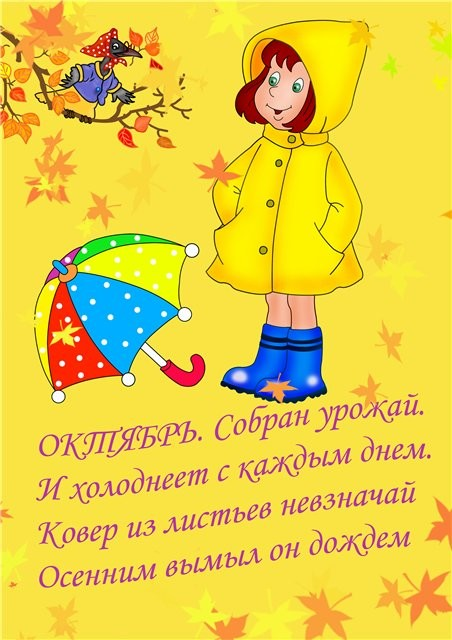 ОКТЯБРЬ. Собран урожай.
И холоднеет с каждым днем.
Ковер из листьев невзначай
Осенним вымыл он дождем